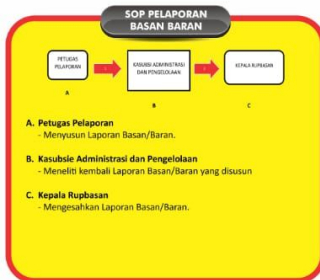 SOP PELAPORAN
BASAN BARAN
PETUGAS
PELAPORAN
KASUBSIE ADMINISTRASI
DAN PENGELOLAAN
KEPALA RUPBASAN
A
B
C
A. Petugas Pelaporan
- Menyusun Laporan Basan/Baran.
B. Kasubsie Administrasi dan Pengelolaan
- Meneliti kembali Laporan Basan/Baran yang disusun
C. Kepala Rupbasan
- Mengesahkan Laporan Basan/Baran.